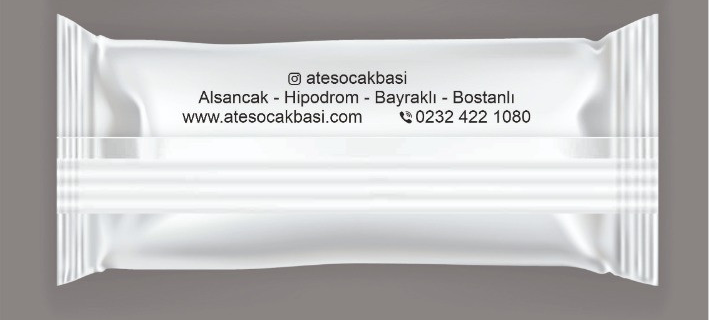 atesocakbasi
Alsancak - Hipodrom - Bayraklı - Bostanlı
www.atesocakbasi.com 0232 422 1080